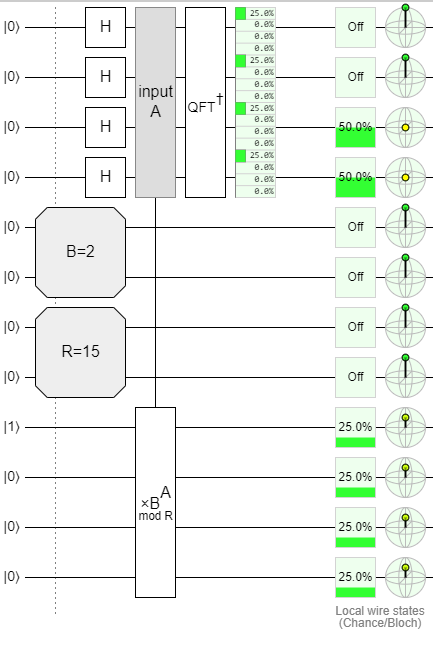 |0⟩ H 25.0% Off
0.0%
0.0%
0.0%
|0⟩ H 25.0% Off
0.0%
0.0%
0.0%
input
A
QFT†
|0⟩ H 25.0% 50.0%
0.0%
0.0%
0.0%
|0⟩ H 25.0% 50.0%
0.0%
0.0%
0.0%
|0⟩ Off
B=2
|0⟩ Off
|0⟩ Off
R=15
|0⟩ Off
|1⟩ 25.0%
|0⟩ 25.0%
×B^A
mod R
|0⟩ 25.0%
|0⟩ 25.0%
Local wire states
(Chance/Bloch)